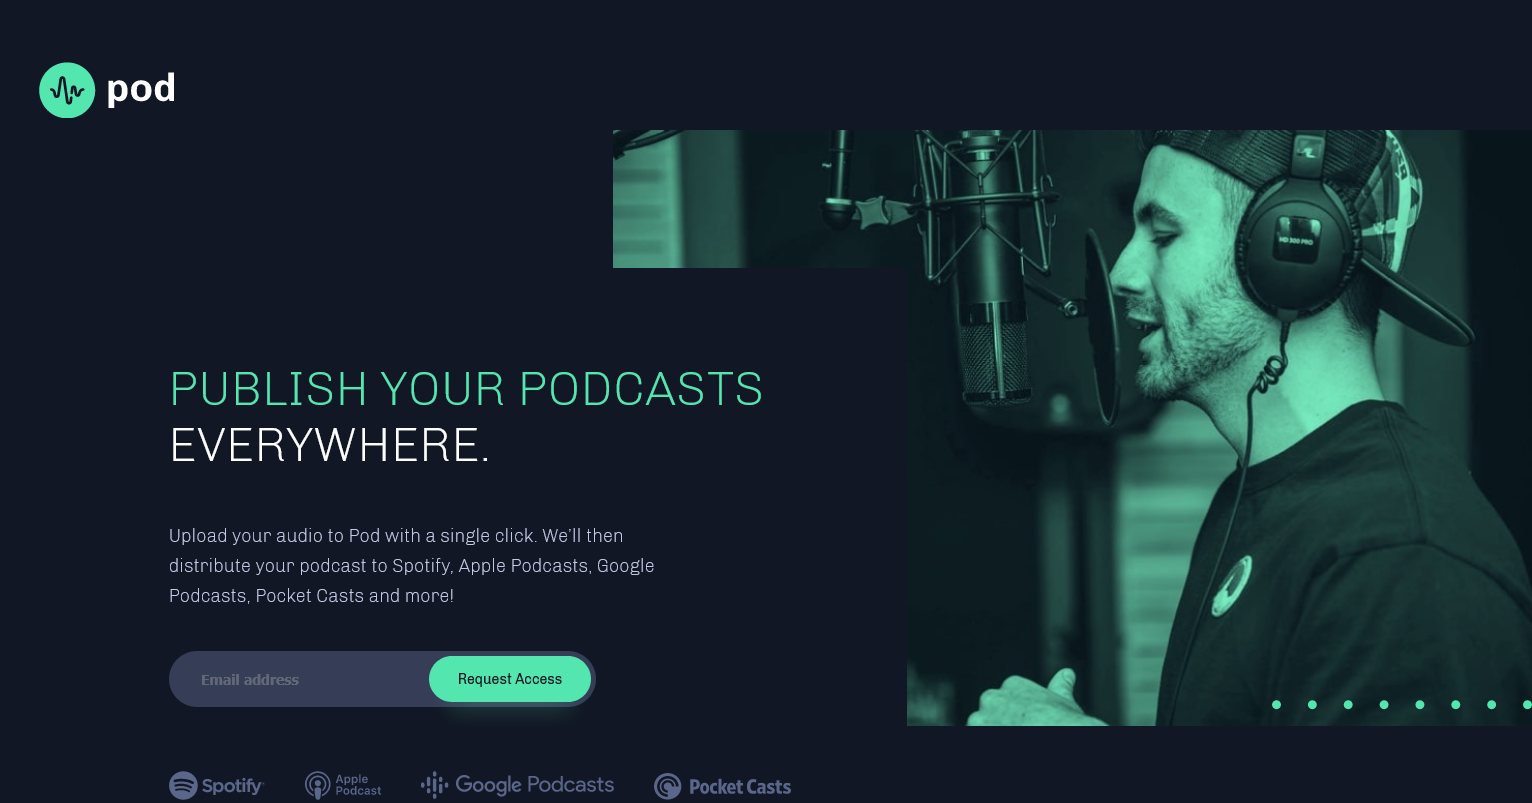 pod
HD 300 PRO
PUBLISH YOUR PODCASTS
EVERYWHERE.
Upload your audio to Pod with a single click. We’ll then
distribute your podcast to Spotify, Apple Podcasts, Google
Podcasts, Pocket Casts and more!
Email address
Request Access
Spotify
Apple
Podcast
Google Podcasts
Pocket Casts